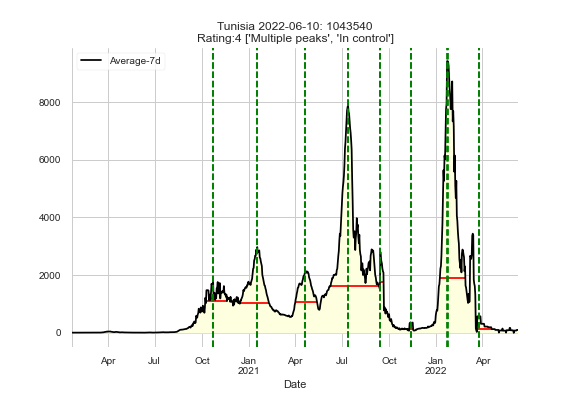 Tunisia 2022-06-10: 1043540
Rating:4 ['Multiple peaks', 'In control']
Average-7d
8000
6000
4000
2000
0
Apr
Jul
Oct
Jan
2021
Apr
Jul
Oct
Jan
2022
Apr
Date